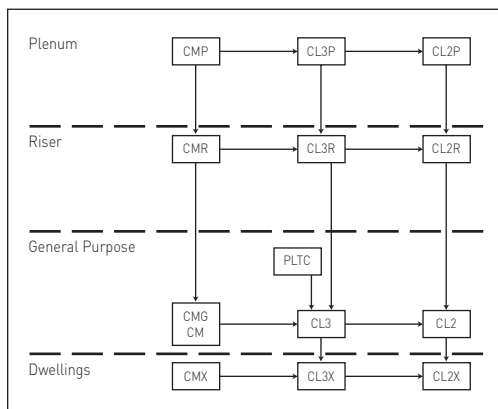 Plenum
CMP
CL3P
CL2P
Riser
CMR
CL3R
CL2R
General Purpose
PLTC
CMG
CM
CL3
CL2
Dwellings
CMX
CL3X
CL2X